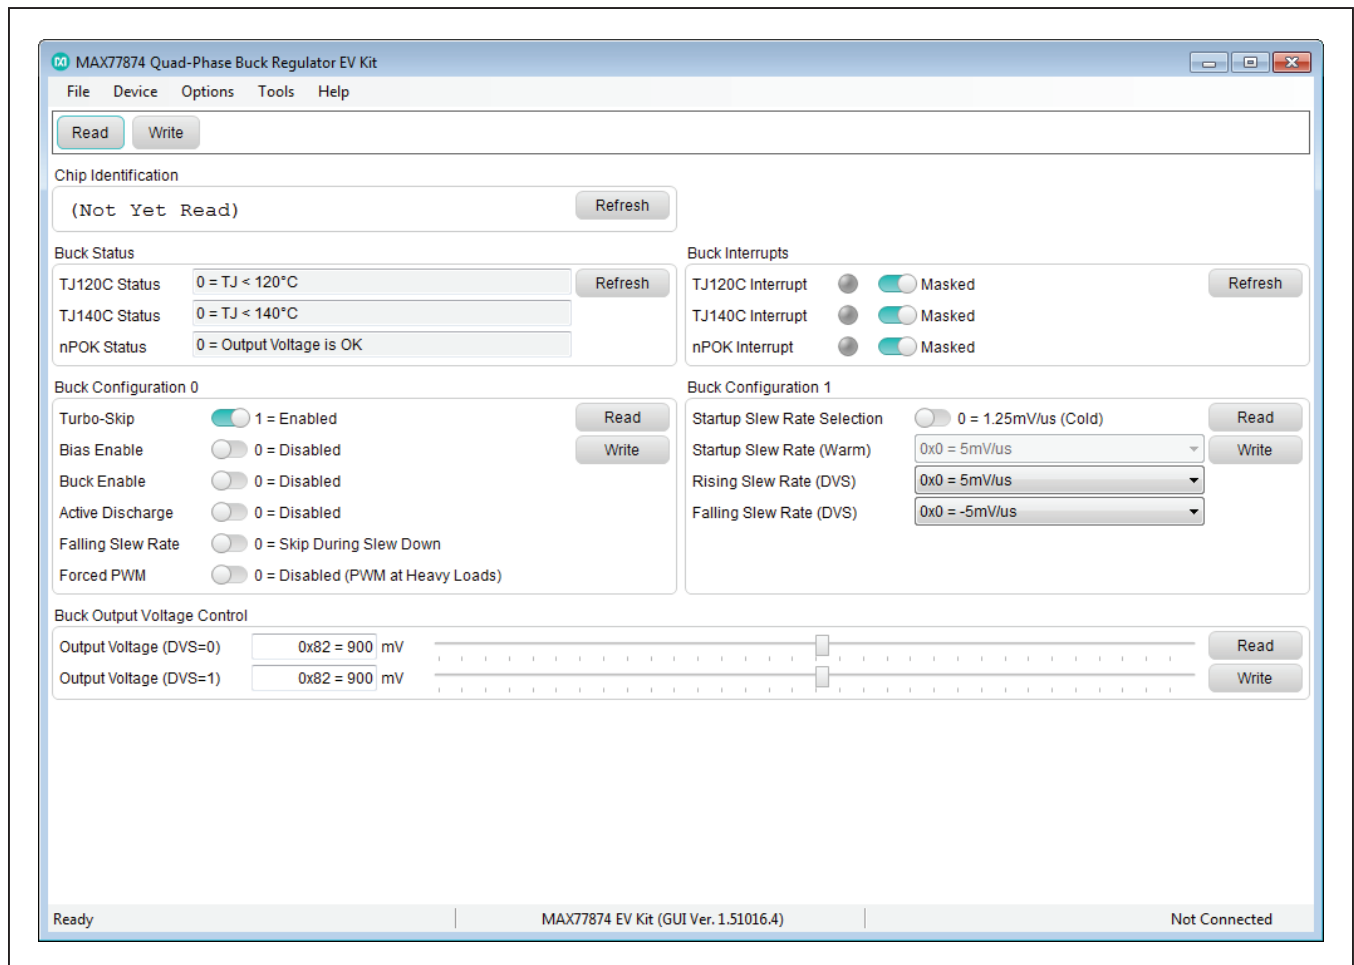 MAX77874 Quad-Phase Buck Regulator EV Kit
File Device Options Tools Help
Read Write
Chip Identification
(Not Yet Read) Refresh
Buck Status
TJ120C Status 0 = TJ < 120°C Refresh
TJ140C Status 0 = TJ < 140°C
nPOK Status 0 = Output Voltage is OK
Buck Interrupts
TJ120C Interrupt Masked Refresh
TJ140C Interrupt Masked
nPOK Interrupt Masked
Buck Configuration 0
Turbo-Skip 1 = Enabled Read
Bias Enable 0 = Disabled Write
Buck Enable 0 = Disabled
Active Discharge 0 = Disabled
Falling Slew Rate 0 = Skip During Slew Down
Forced PWM 0 = Disabled (PWM at Heavy Loads)
Buck Configuration 1
Startup Slew Rate Selection 0 = 1.25mV/us (Cold) Read
Startup Slew Rate (Warm) 0x0 = 5mV/us Write
Rising Slew Rate (DVS) 0x0 = 5mV/us
Falling Slew Rate (DVS) 0x0 = -5mV/us
Buck Output Voltage Control
Output Voltage (DVS=0) 0x82 = 900 mV Read
Output Voltage (DVS=1) 0x82 = 900 mV Write
Ready MAX77874 EV Kit (GUI Ver. 1.51016.4) Not Connected